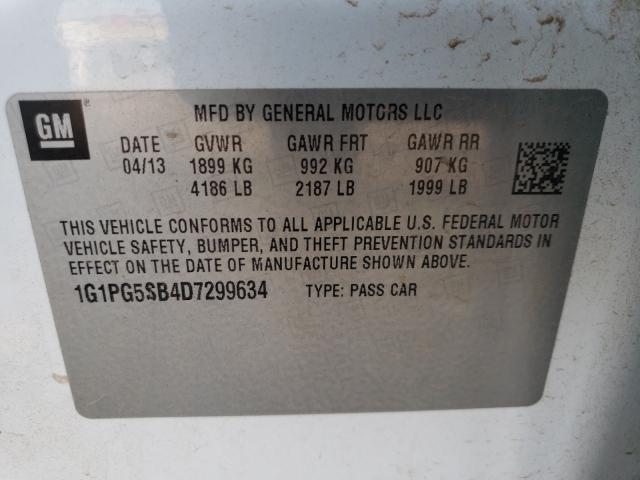 GM
MFD BY GENERAL MOTORS LLC
DATE GVWR GAWR FRT GAWR RR
04/13 1899 KG 992 KG 907 KG
4186 LB 2187 LB 1999 LB
THIS VEHICLE CONFORMS TO ALL APPLICABLE U.S. FEDERAL MOTOR
VEHICLE SAFETY, BUMPER, AND THEFT PREVENTION STANDARDS IN
EFFECT ON THE DATE OF MANUFACTURE SHOWN ABOVE.
1G1PG5SB4D7299634 TYPE: PASS CAR